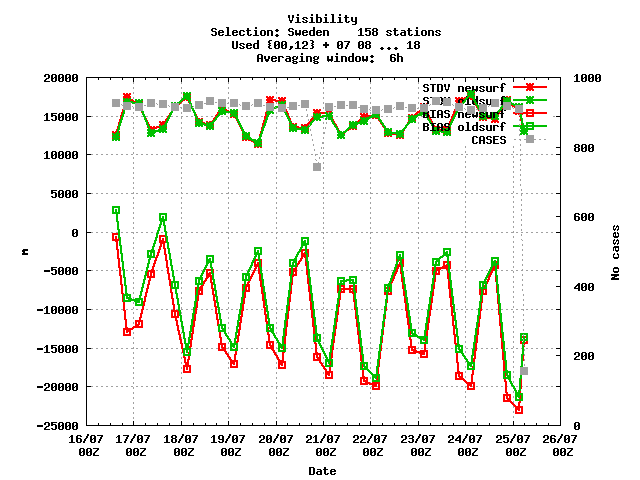 Visibility
Selection: Sweden 158 stations
Used {00,12} + 07 08 ... 18
Averaging window: 6h
20000
15000
10000
5000
0
-5000
-10000
-15000
-20000
-25000
m
1000
800
600
400
200
0
No cases
STDV newsurf
STDV oldsurf
BIAS newsurf
BIAS oldsurf
CASES
16/07 17/07 18/07 19/07 20/07 21/07 22/07 23/07 24/07 25/07 26/07
00Z 00Z 00Z 00Z 00Z 00Z 00Z 00Z 00Z 00Z 00Z
Date